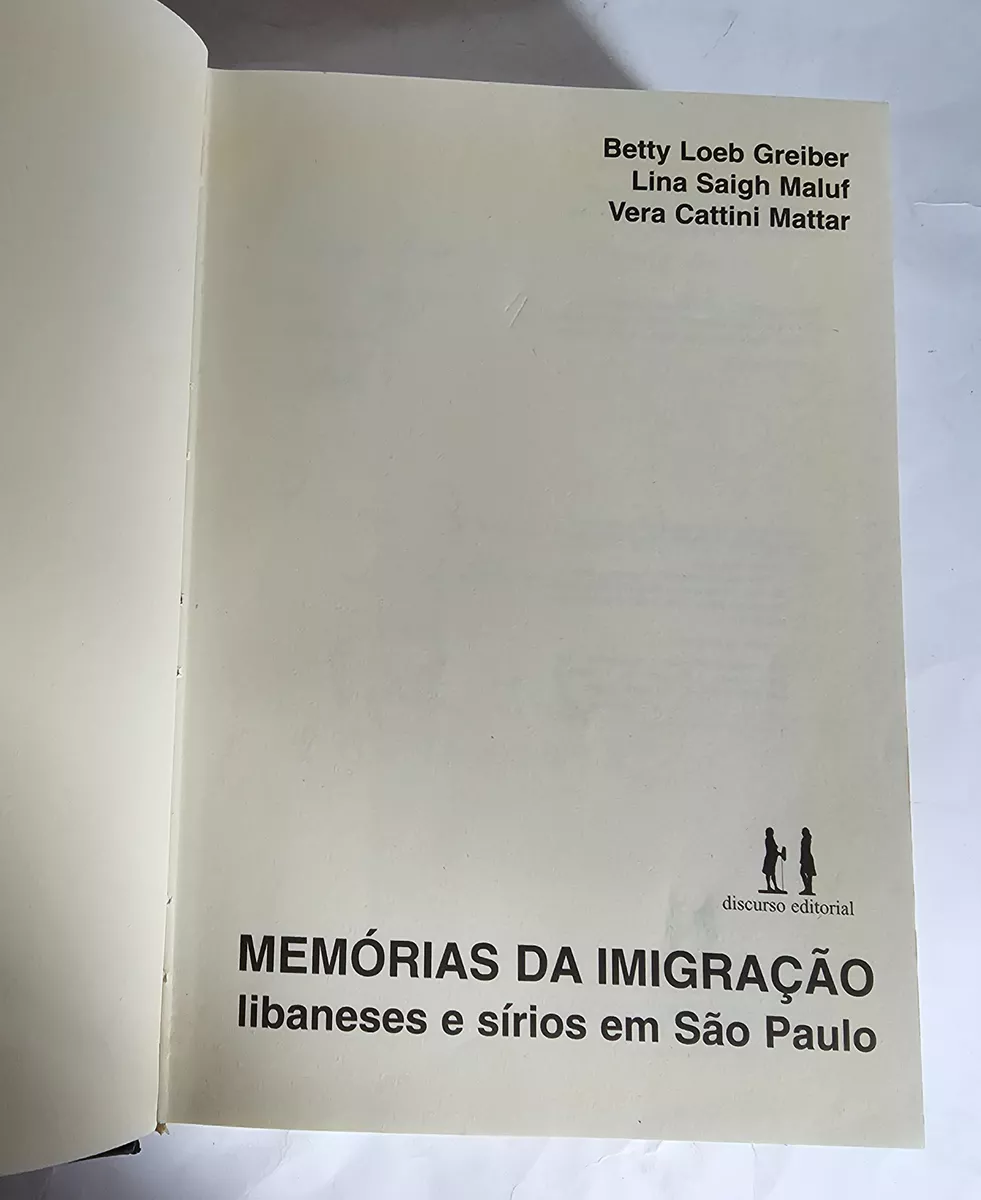 Betty Loeb Greiber
Lina Saigh Maluf
Vera Cattini Mattar
discurso editorial
MEMÓRIAS DA IMIGRAÇÃO
libaneses e sírios em São Paulo